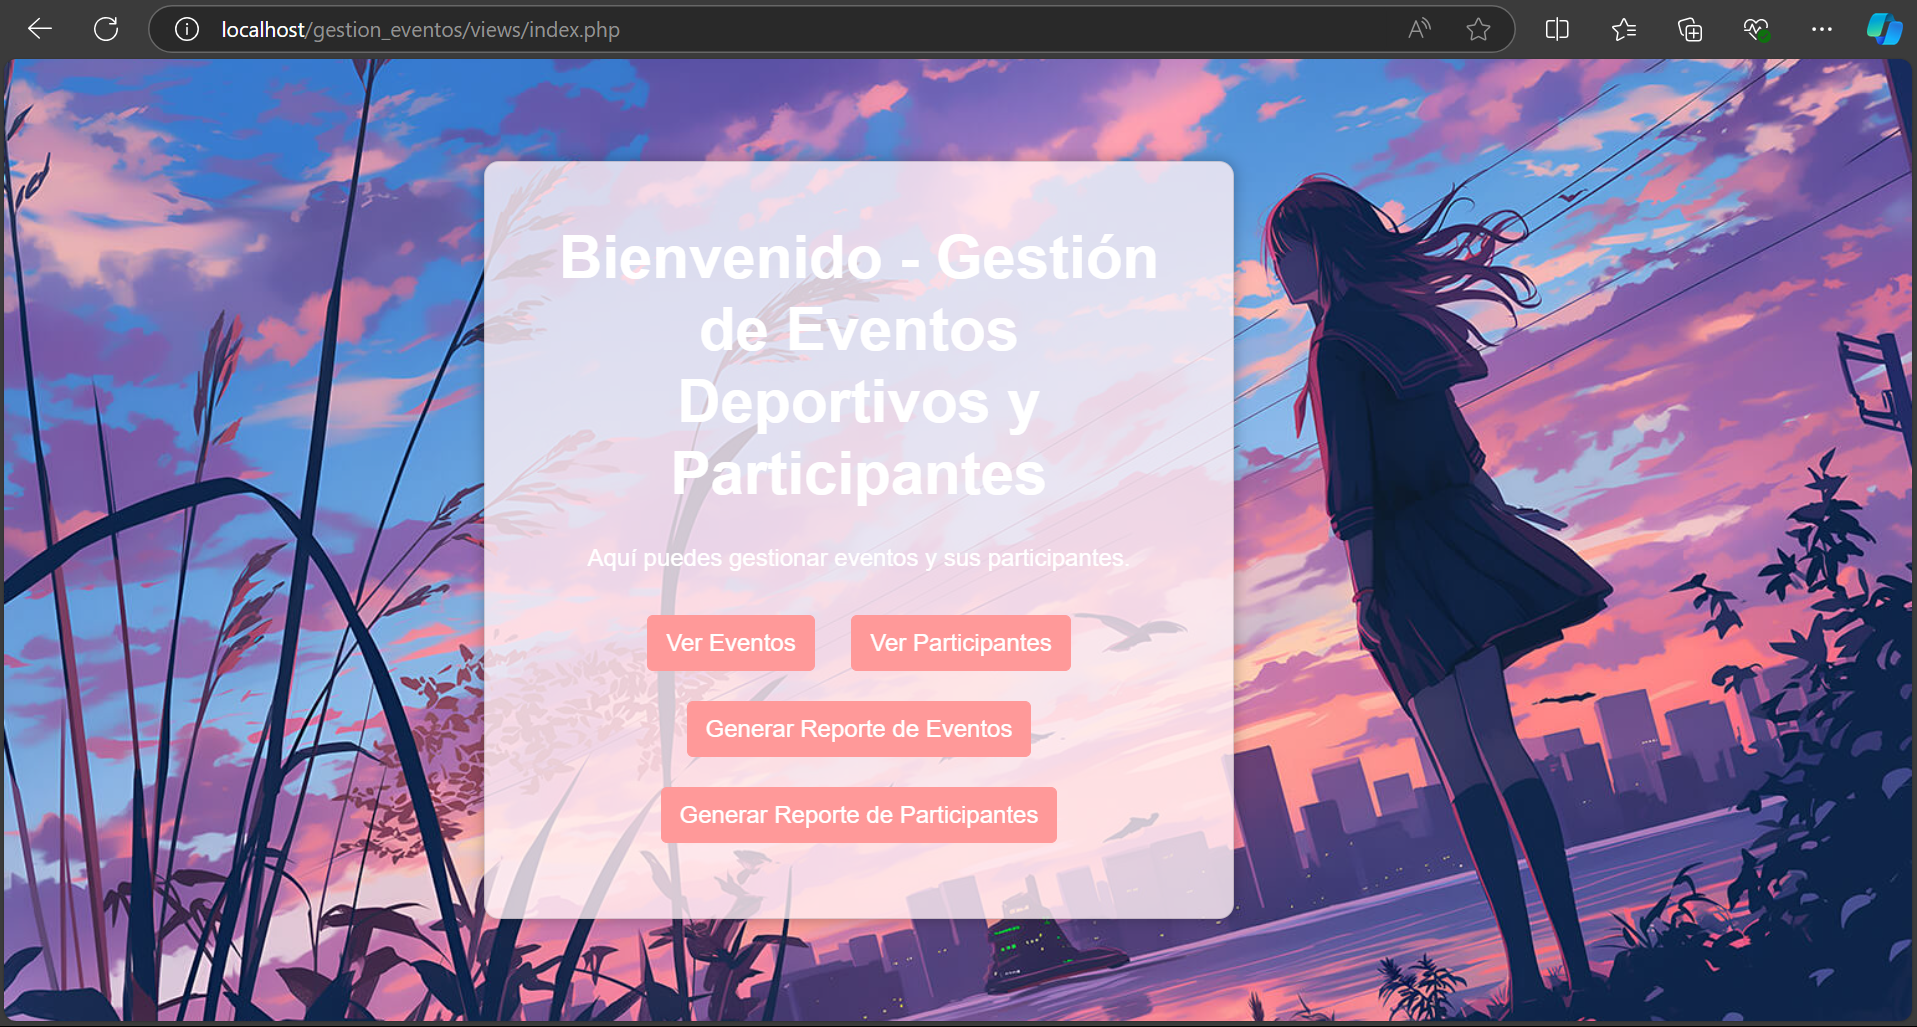 localhost/gestion_eventos/views/index.php
Bienvenido - Gestión
de Eventos
Deportivos y
Participantes
Aquí puedes gestionar eventos y sus participantes.
Ver Eventos
Ver Participantes
Generar Reporte de Eventos
Generar Reporte de Participantes